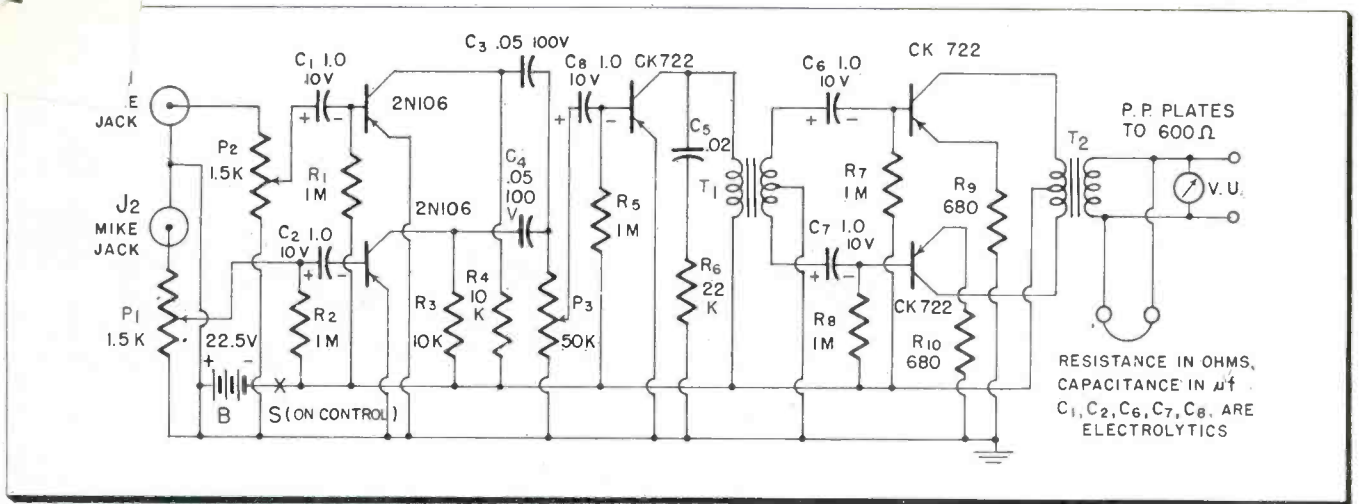 E
JACK
P2
1.5K
J2
MIKE
JACK
P1
1.5K
22.5V
+ -
B
S (ON CONTROL)
C1 1.0
10V
+ -
2N106
R1
1M
C2 1.0
10V
+ -
2N106
R2
1M
C3 .05 100V
C4
.05
100
V
R3
10K
R4
10
K
P3
50K
C8 1.0
10V
+ -
CK722
R5
1M
C5
.02
R6
22
K
T1
C6 1.0
10V
+ -
CK 722
R7
1M
R9
680
C7 1.0
10V
+ -
CK722
R8
1M
R10
680
T2
P.P. PLATES
TO 600Ω
V.U.
RESISTANCE IN OHMS,
CAPACITANCE IN µf
C1, C2, C6, C7, C8, ARE
ELECTROLYTICS